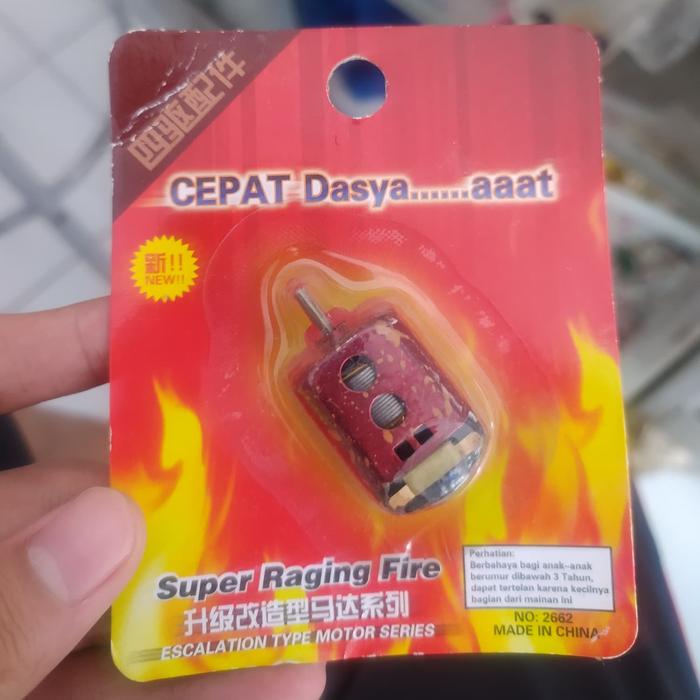 四驱配件
CEPAT Dasya......aaat
新!!
NEW!!
Super Raging Fire
升级改造型马达系列
ESCALATION TYPE MOTOR SERIES
Perhatian:
Berbahaya bagi anak-anak
berumur dibawah 3 Tahun,
dapat tertelan karena kecilnya
bagian dari mainan ini
NO: 2662
MADE IN CHINA